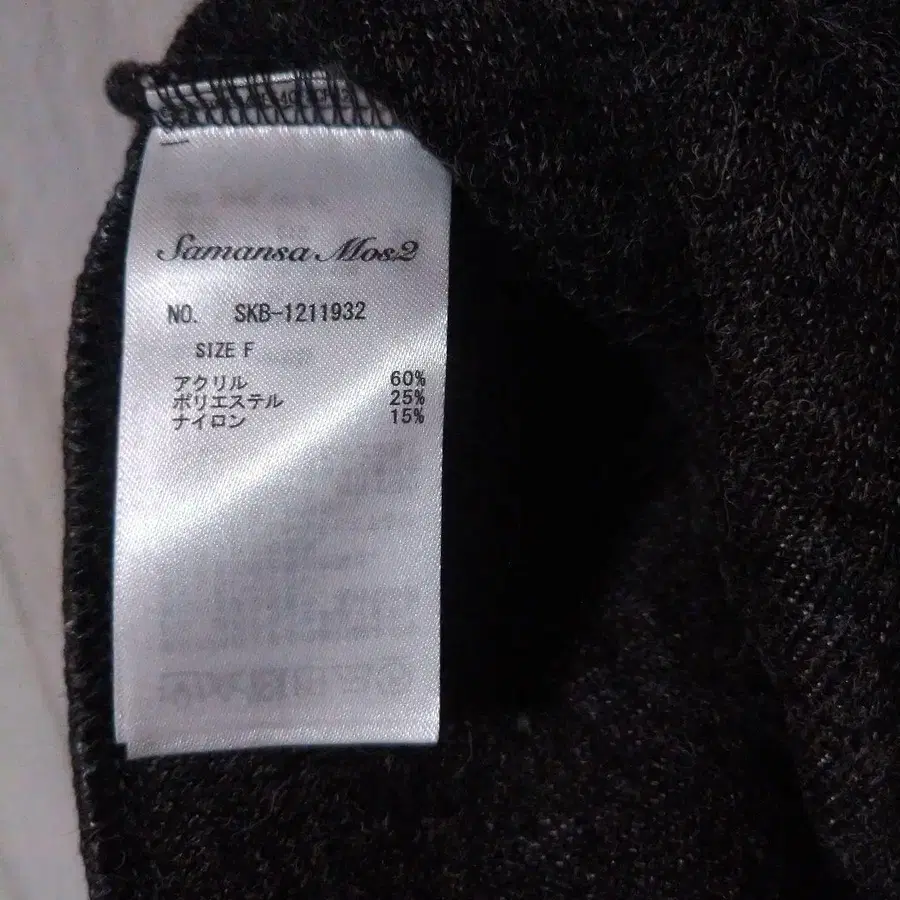 Samansa Mos2
NO. SKB-1211932
SIZE F
アクリル 60%
ポリエステル 25%
ナイロン 15%